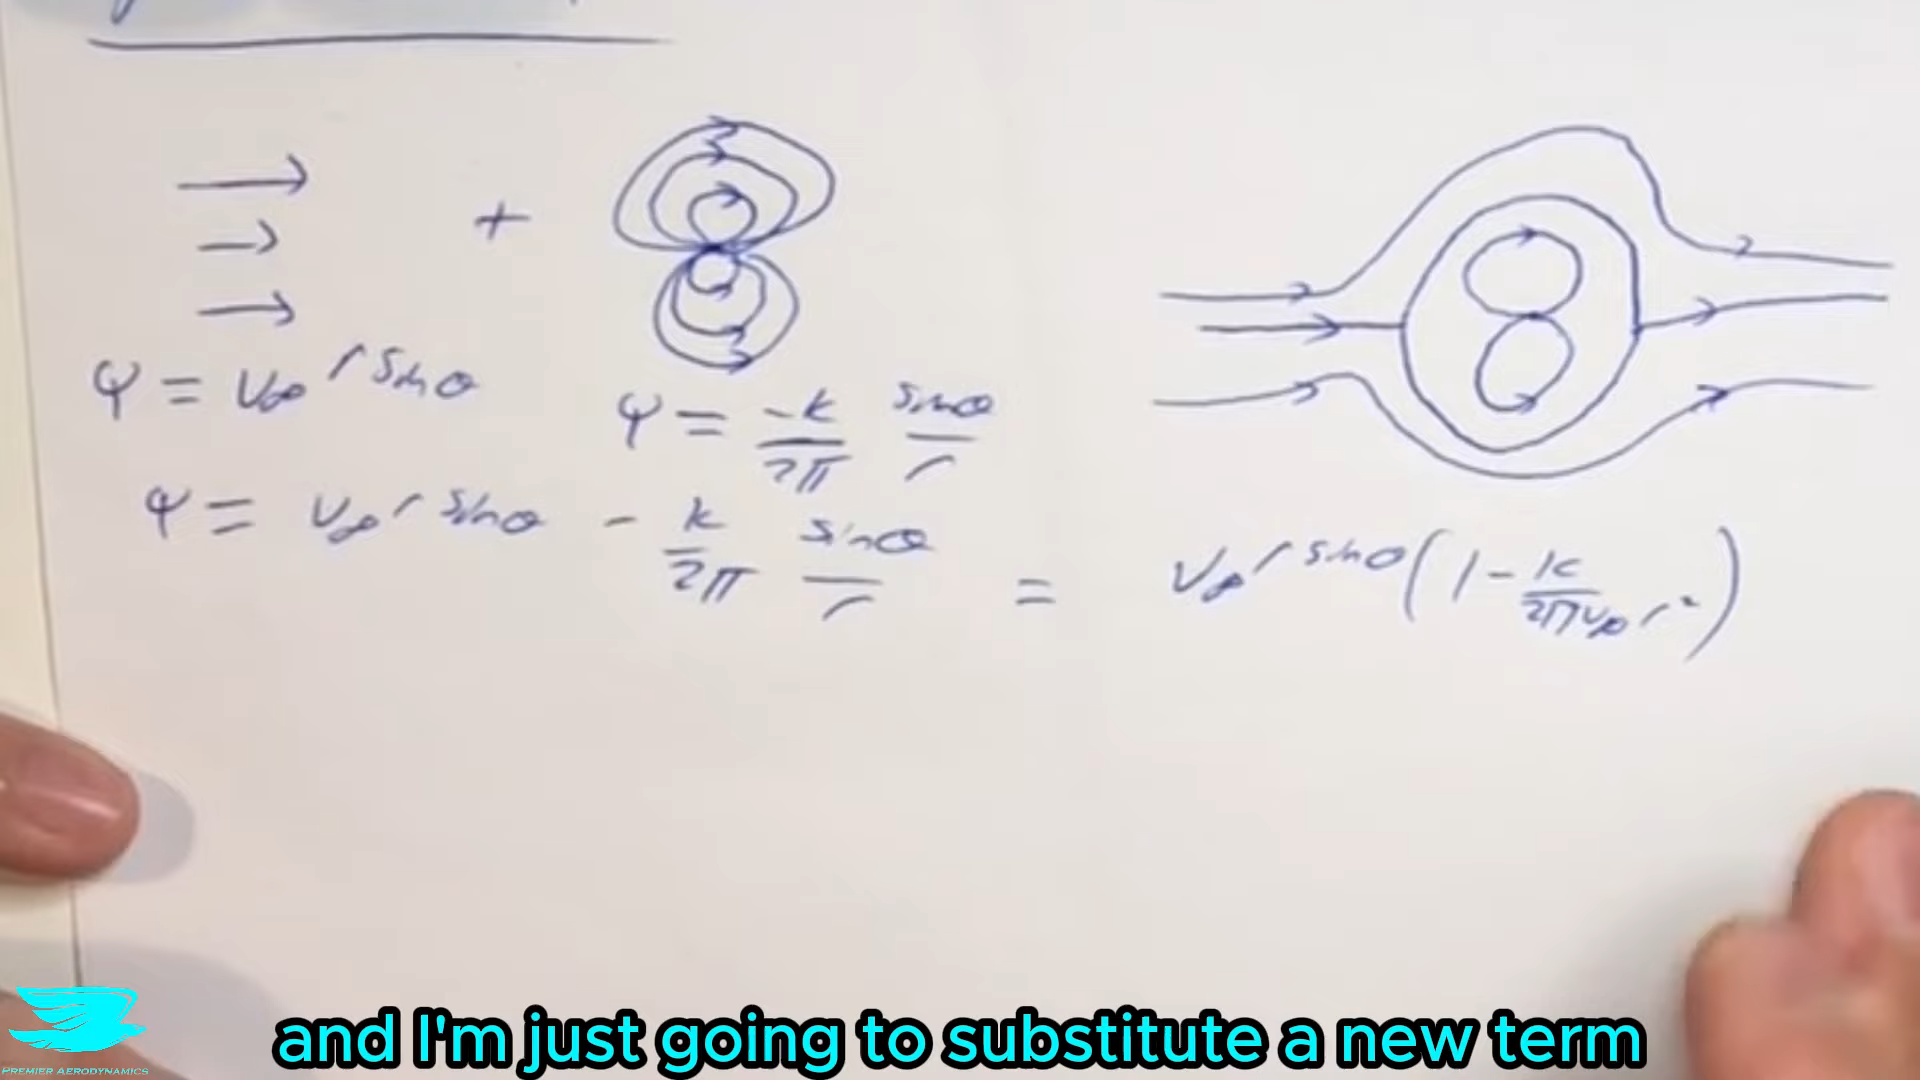 +
ψ = V∞ r sinθ
ψ = -k/2π sinθ/r
ψ = V∞ r sinθ - k/2π sinθ/r = V∞ r sinθ (1 - k/2πV∞ r²)
and I'm just going to substitute a new term
PREMIER AERODYNAMICS